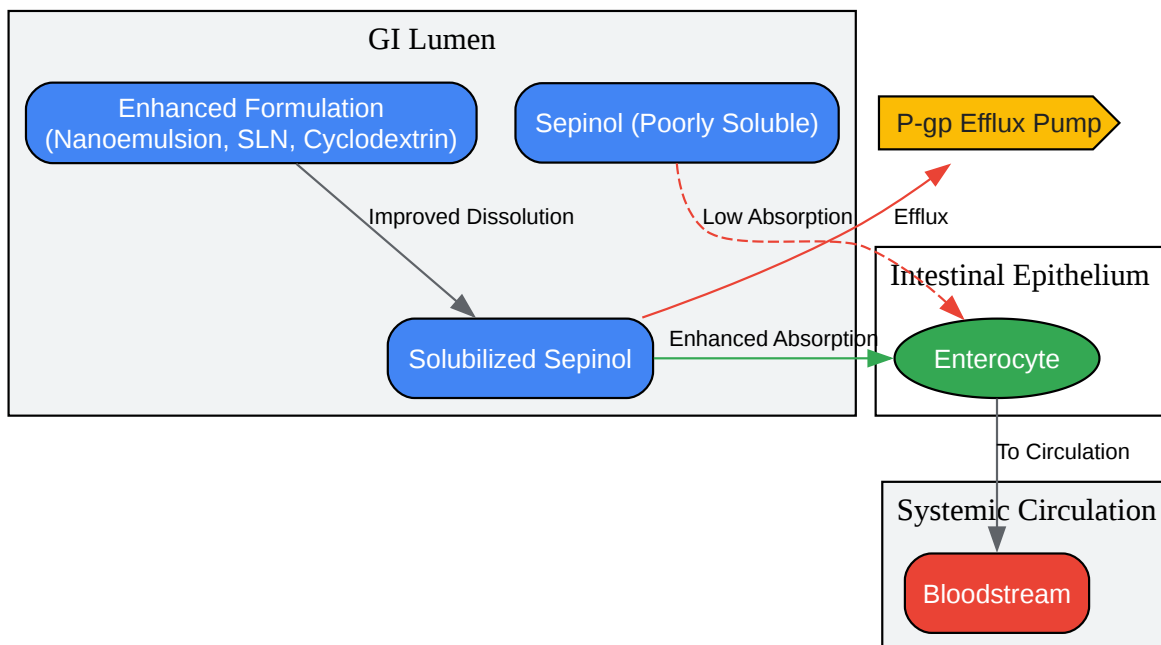 GI Lumen
Enhanced Formulation
(Nanoemulsion, SLN, Cyclodextrin)
Sepinol (Poorly Soluble)
P-gp Efflux Pump
Improved Dissolution
Low Absorption
Efflux
Intestinal Epithelium
Solubilized Sepinol
Enhanced Absorption
Enterocyte
To Circulation
Systemic Circulation
Bloodstream